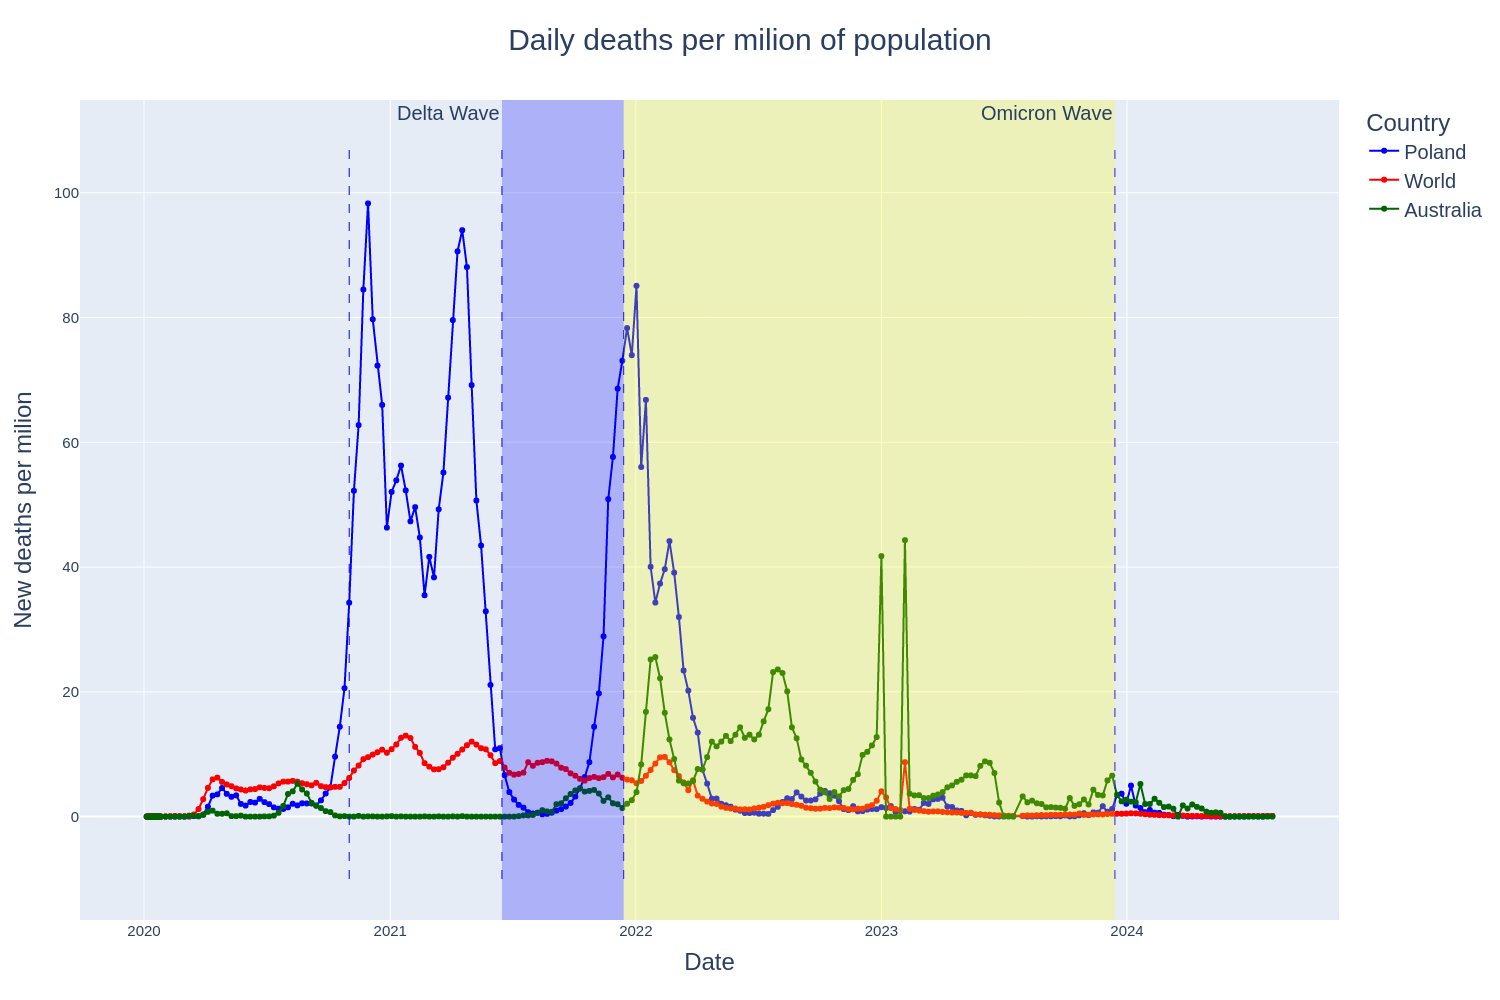 Daily deaths per milion of population
Delta Wave
Omicron Wave
Country
Poland
World
Australia
New deaths per milion
100
80
60
40
20
0
2020
2021
2022
2023
2024
Date